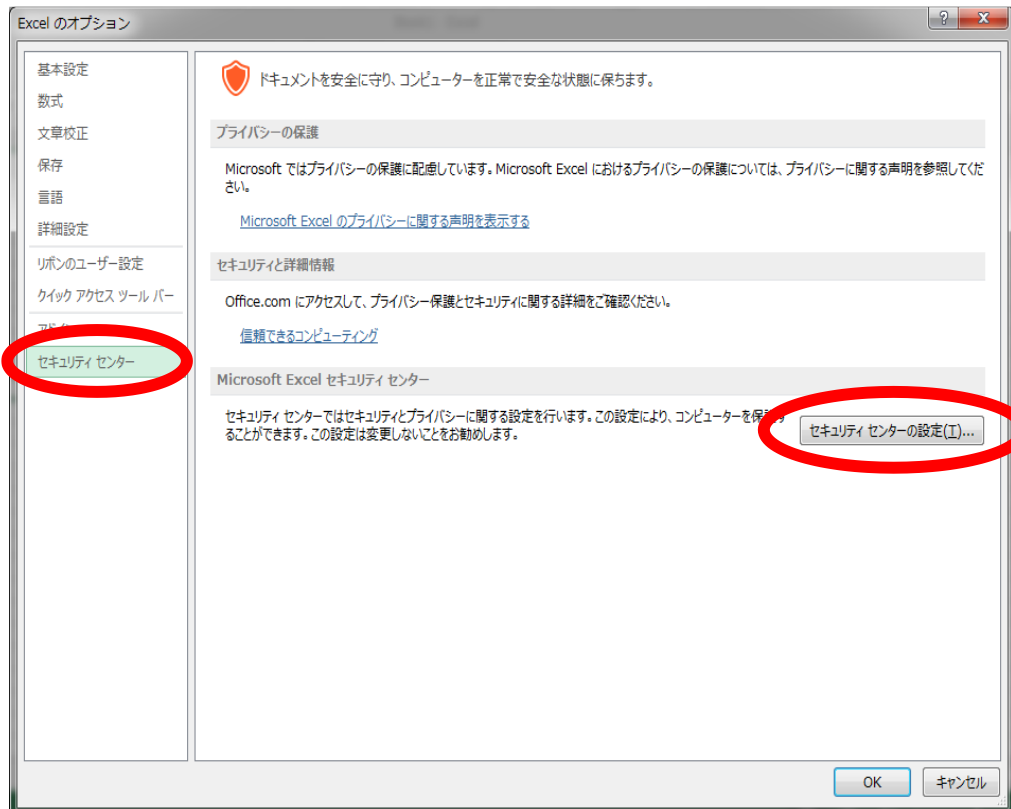 Excel のオプション
基本設定
数式
文章校正
保存
言語
詳細設定
リボンのユーザー設定
クイック アクセス ツール バー
セキュリティ センター
ドキュメントを安全に守り、コンピューターを正常で安全な状態に保ちます。
プライバシーの保護
Microsoft ではプライバシーの保護に配慮しています。Microsoft Excel におけるプライバシーの保護については、プライバシーに関する声明を参照してくだ
さい。
Microsoft Excel のプライバシーに関する声明を表示する
セキュリティと詳細情報
Office.com にアクセスして、プライバシー保護とセキュリティに関する詳細をご確認ください。
信頼できるコンピューティング
Microsoft Excel セキュリティ センター
セキュリティ センターではセキュリティとプライバシーに関する設定を行います。この設定により、コンピューターを保
ることができます。この設定は変更しないことをお勧めします。
セキュリティ センターの設定(T)...
OK
キャンセル